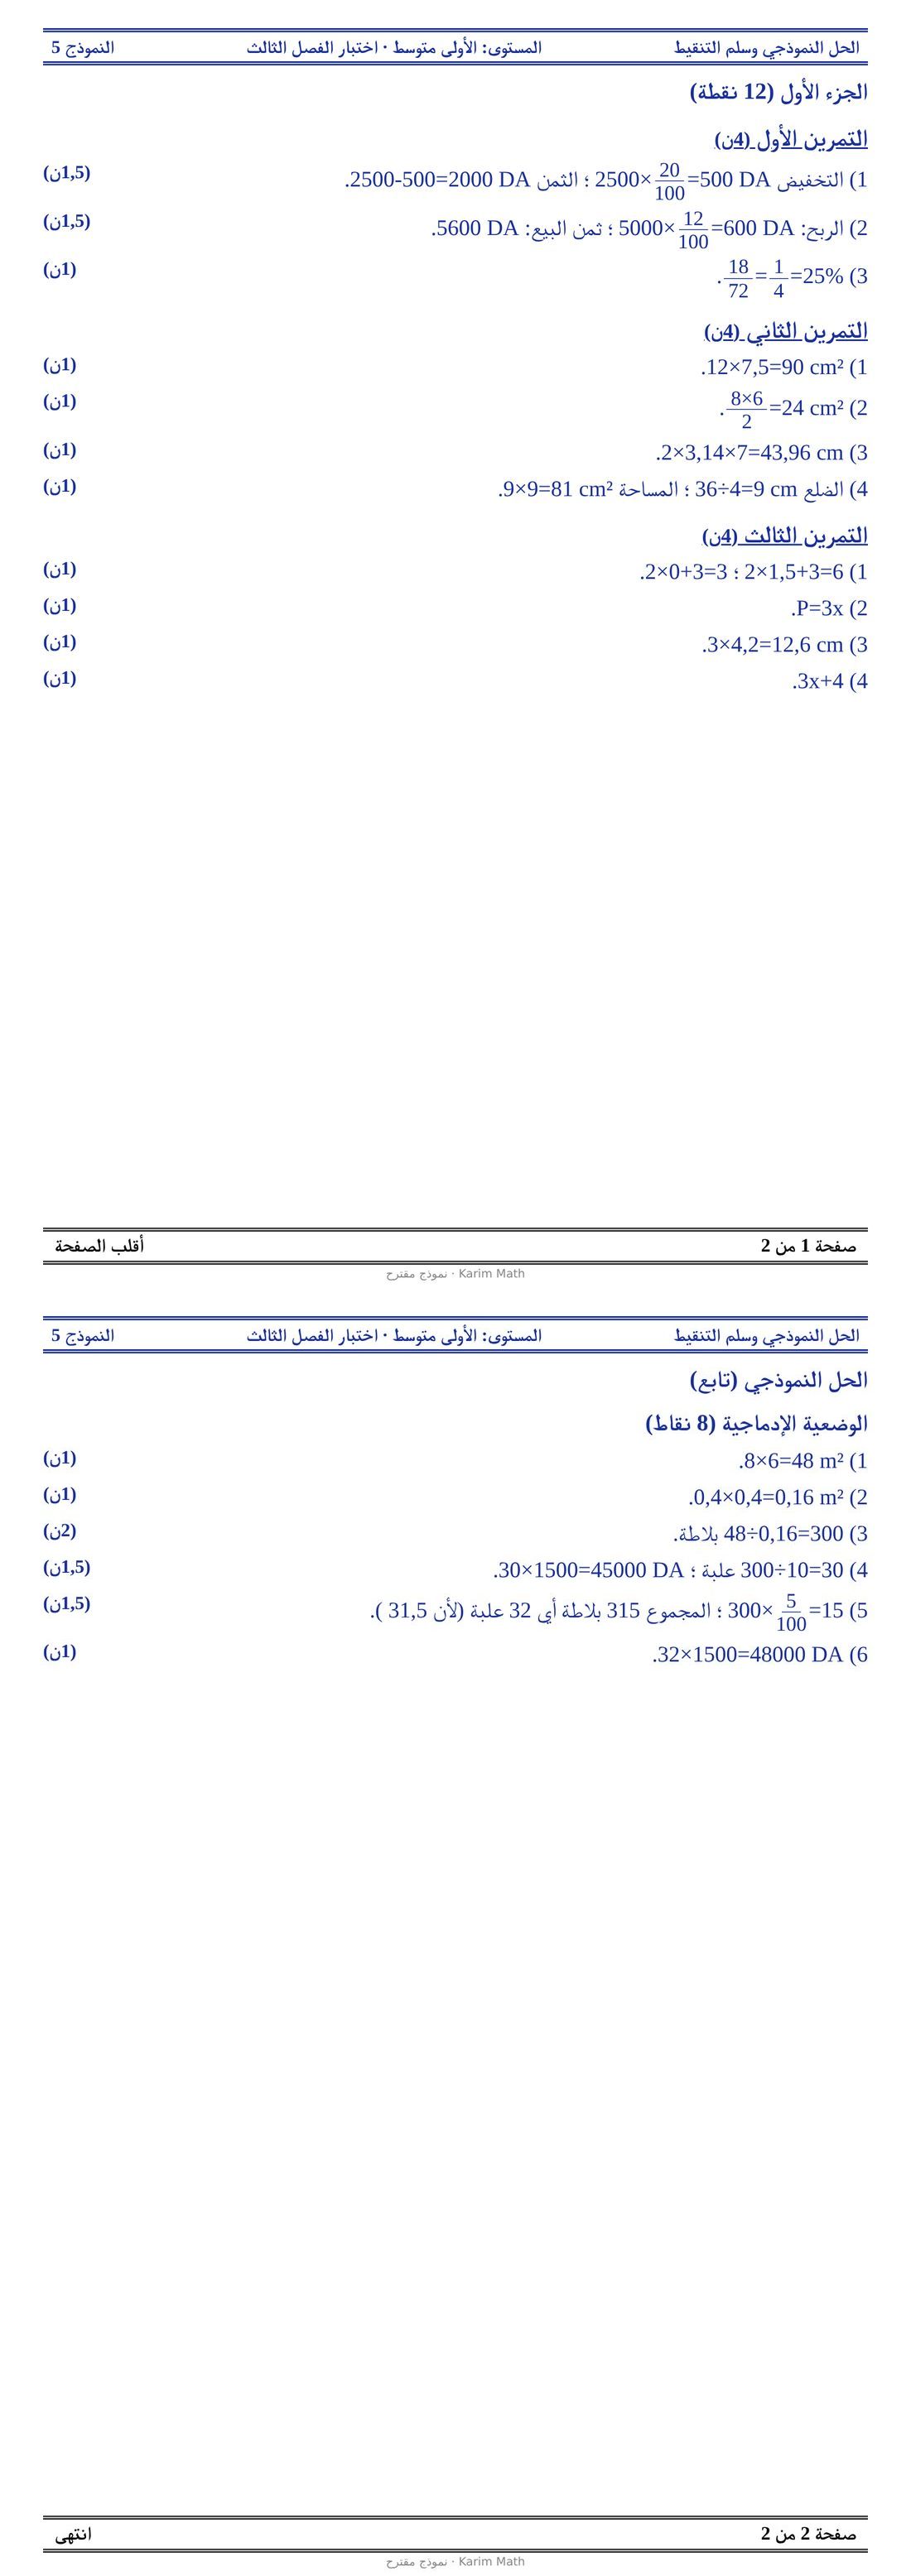 الحل النموذجي وسلم التنقيط المستوى: الأولى متوسط · اختبار الفصل الثالث النموذج 5
الجزء الأول (12 نقطة)
التمرين الأول (4ن)
1) التخفيض 2500×20/100=500 DA ؛ الثمن 2500-500=2000 DA. (1,5ن)
2) الربح: 5000×12/100=600 DA ؛ ثمن البيع: 5600 DA. (1,5ن)
3) 18/72=1/4=25%. (1ن)
التمرين الثاني (4ن)
1) 12×7,5=90 cm². (1ن)
2) 8×6/2=24 cm². (1ن)
3) 2×3,14×7=43,96 cm. (1ن)
4) الضلع 36÷4=9 cm ؛ المساحة 9×9=81 cm². (1ن)
التمرين الثالث (4ن)
1) 2×1,5+3=6 ؛ 2×0+3=3. (1ن)
2) P=3x. (1ن)
3) 3×4,2=12,6 cm. (1ن)
4) 3x+4. (1ن)
صفحة 1 من 2 أقلب الصفحة
Karim Math · نموذج مقترح
الحل النموذجي وسلم التنقيط المستوى: الأولى متوسط · اختبار الفصل الثالث النموذج 5
الحل النموذجي (تابع)
الوضعية الإدماجية (8 نقاط)
1) 8×6=48 m². (1ن)
2) 0,4×0,4=0,16 m². (1ن)
3) 48÷0,16=300 بلاطة. (2ن)
4) 300÷10=30 علبة ؛ 30×1500=45000 DA. (1,5ن)
5) 300×5/100=15 ؛ المجموع 315 بلاطة أي 32 علبة (لأن 31,5 ). (1,5ن)
6) 32×1500=48000 DA. (1ن)
صفحة 2 من 2 انتهى
Karim Math · نموذج مقترح